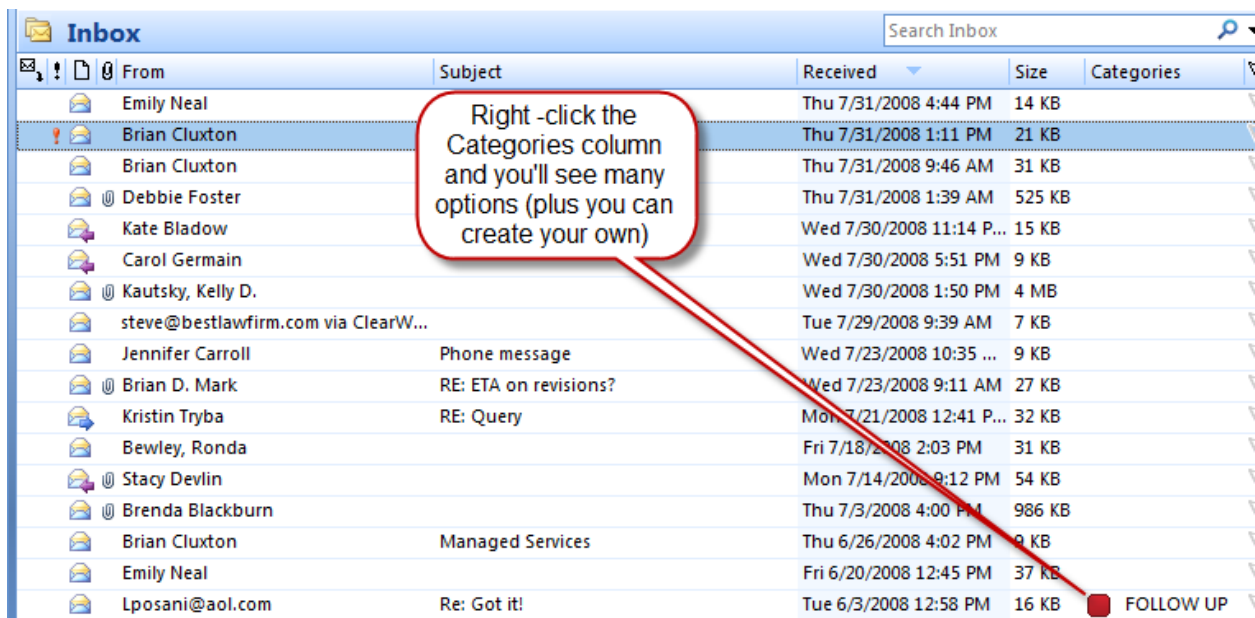 Inbox
Search Inbox
From Subject Received Size Categories
Emily Neal Thu 7/31/2008 4:44 PM 14 KB
Brian Cluxton Thu 7/31/2008 1:11 PM 21 KB
Brian Cluxton Thu 7/31/2008 9:46 AM 31 KB
Debbie Foster Thu 7/31/2008 1:39 AM 525 KB
Kate Bladow Wed 7/30/2008 11:14 P... 15 KB
Carol Germain Wed 7/30/2008 5:51 PM 9 KB
Kautsky, Kelly D. Wed 7/30/2008 1:50 PM 4 MB
steve@bestlawfirm.com via ClearW... Tue 7/29/2008 9:39 AM 7 KB
Jennifer Carroll Phone message Wed 7/23/2008 10:35 ... 9 KB
Brian D. Mark RE: ETA on revisions? Wed 7/23/2008 9:11 AM 27 KB
Kristin Tryba RE: Query Mon 7/21/2008 12:41 P... 32 KB
Bewley, Ronda Fri 7/18/2008 2:03 PM 31 KB
Stacy Devlin Mon 7/14/2008 9:12 PM 54 KB
Brenda Blackburn Thu 7/3/2008 4:00 PM 986 KB
Brian Cluxton Managed Services Thu 6/26/2008 4:02 PM 9 KB
Emily Neal Fri 6/20/2008 12:45 PM 37 KB
Lposani@aol.com Re: Got it! Tue 6/3/2008 12:58 PM 16 KB FOLLOW UP
Right -click the
Categories column
and you'll see many
options (plus you can
create your own)